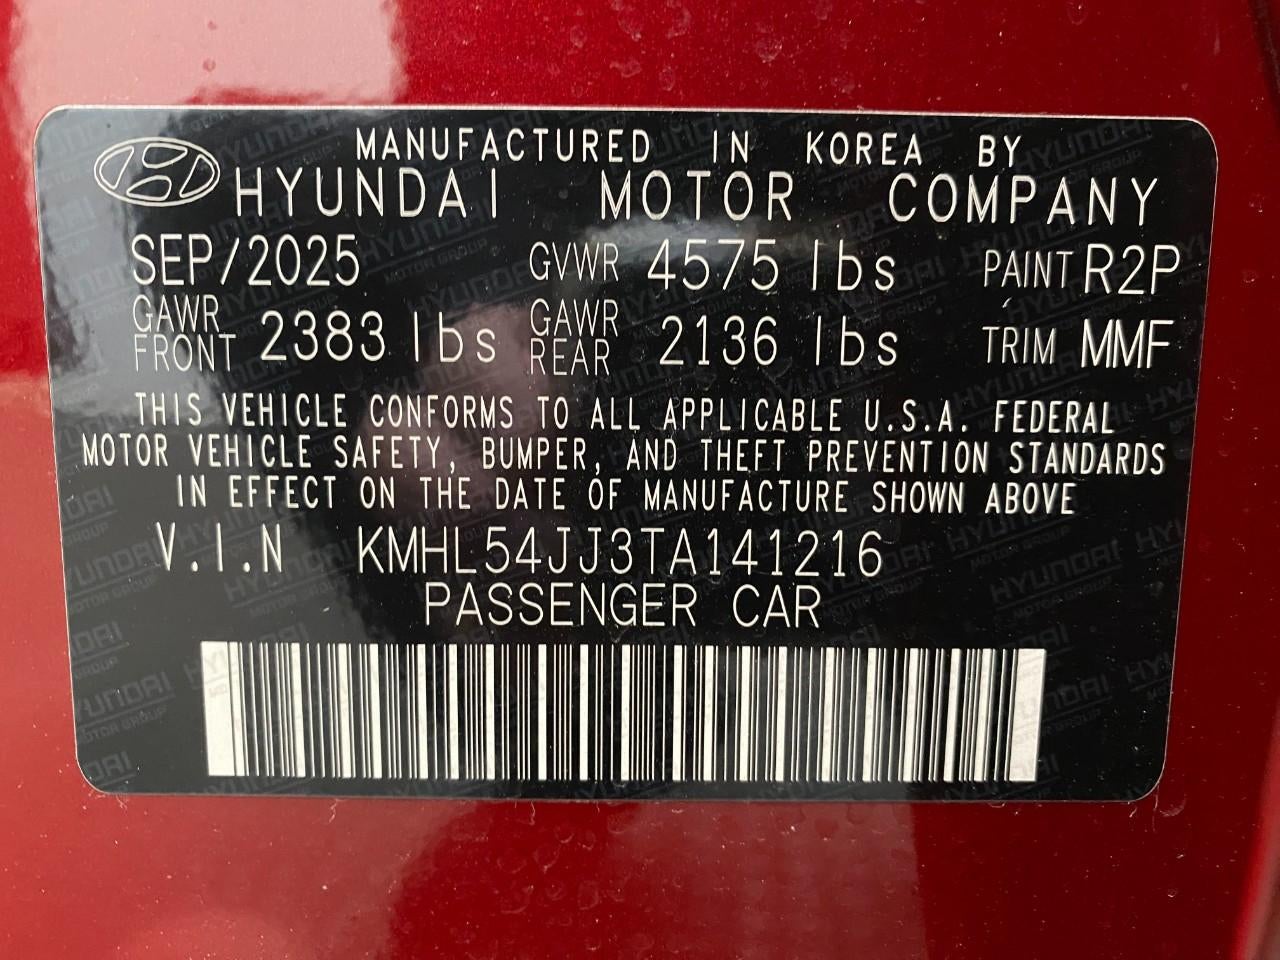 MANUFACTURED IN KOREA BY
HYUNDAI MOTOR COMPANY
SEP/2025 GVWR 4575 lbs PAINT R2P
GAWR FRONT 2383 lbs GAWR REAR 2136 lbs TRIM MMF
THIS VEHICLE CONFORMS TO ALL APPLICABLE U.S.A. FEDERAL
MOTOR VEHICLE SAFETY, BUMPER, AND THEFT PREVENTION STANDARDS
IN EFFECT ON THE DATE OF MANUFACTURE SHOWN ABOVE
V.I.N KMHL54JJ3TA141216
PASSENGER CAR